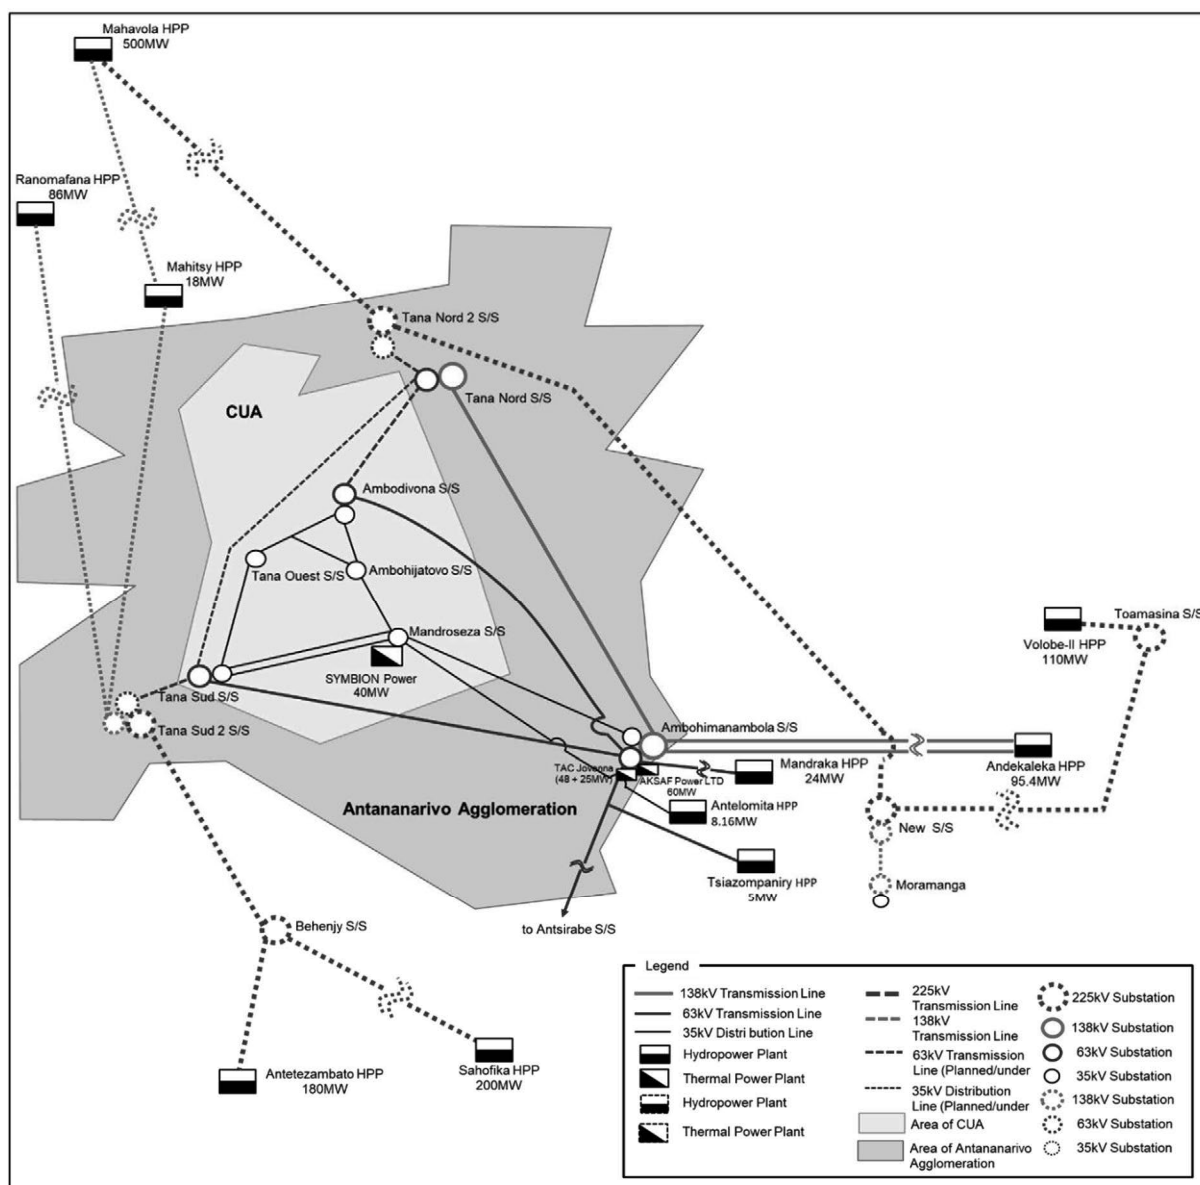 Mahavola HPP
500MW
Ranomafana HPP
86MW
Mahitsy HPP
18MW
Tana Nord 2 S/S
Tana Nord S/S
CUA
Ambodivona S/S
Tana Ouest S/S
Ambohijatovo S/S
Mandroseza S/S
SYMBION Power
40MW
Tana Sud S/S
Tana Sud 2 S/S
Toamasina S/S
Volobe-II HPP
110MW
Ambohimanambola S/S
Andekaleka HPP
95.4MW
Mandraka HPP
24MW
TAC Jovenna
(48 + 25MW)
AKSAF Power LTD
60MW
Antelomita HPP
8.16MW
Antananarivo Agglomeration
New S/S
Tsiazompaniry HPP
5MW
Moramanga
to Antsirabe S/S
Behenjy S/S
Antetezambato HPP
180MW
Sahofika HPP
200MW
Legend
138kV Transmission Line
63kV Transmission Line
35kV Distri bution Line
Hydropower Plant
Thermal Power Plant
Hydropower Plant
Thermal Power Plant
225kV
Transmission Line
138kV
Transmission Line
63kV Transmission
Line (Planned/under
35kV Distribution
Line (Planned/under
Area of CUA
Area of Antananarivo
Agglomeration
225kV Substation
138kV Substation
63kV Substation
35kV Substation
138kV Substation
63kV Substation
35kV Substation